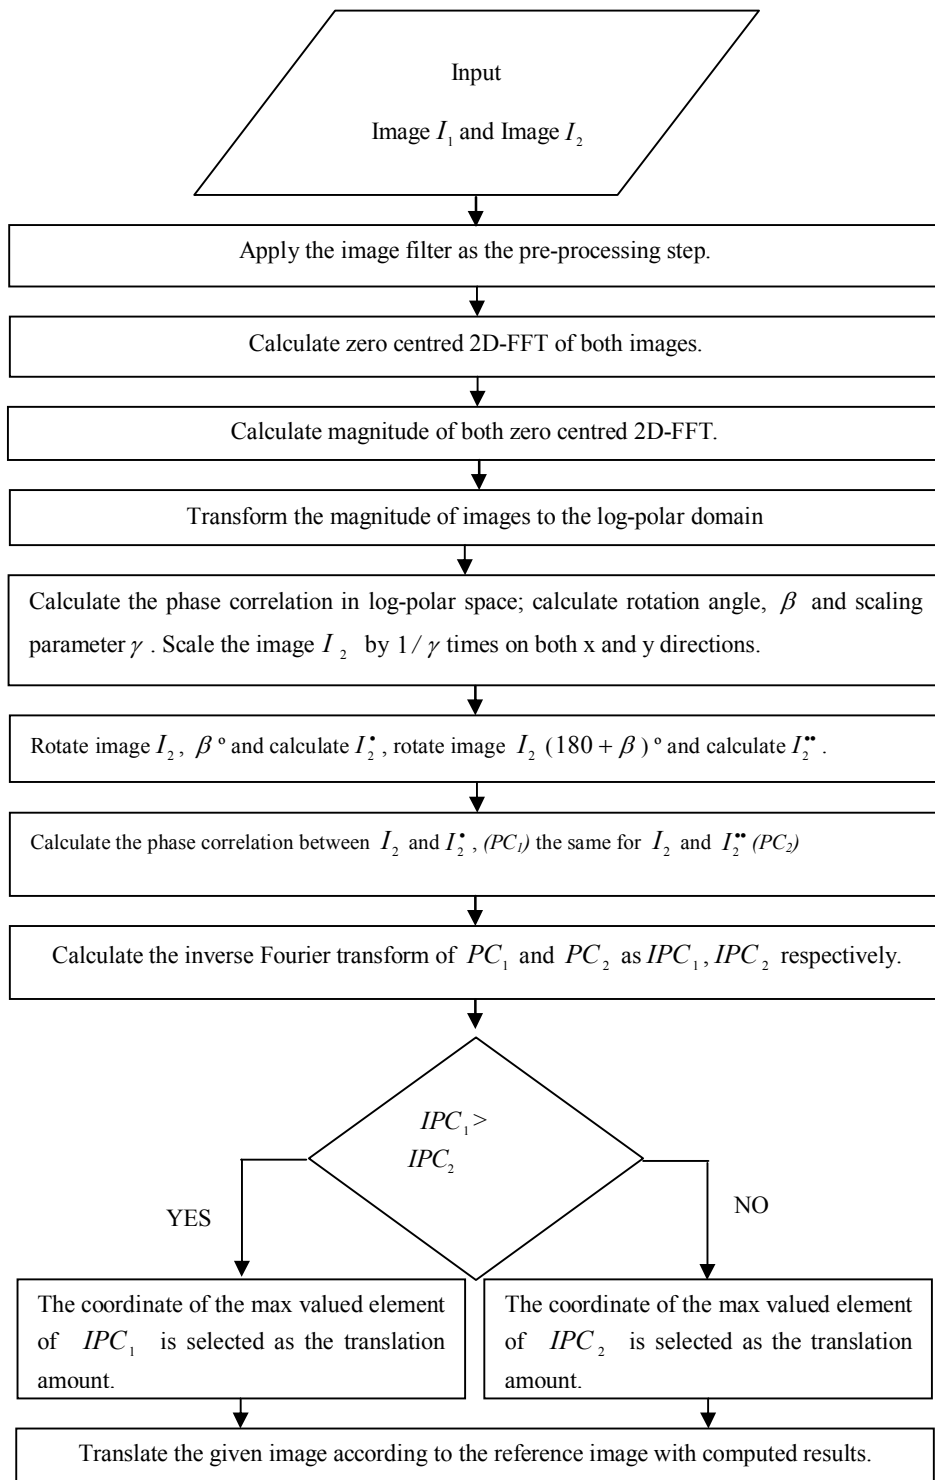 Input
Image I₁ and Image I₂
Apply the image filter as the pre-processing step.
Calculate zero centred 2D-FFT of both images.
Calculate magnitude of both zero centred 2D-FFT.
Transform the magnitude of images to the log-polar domain
Calculate the phase correlation in log-polar space; calculate rotation angle, β and scaling
parameter γ . Scale the image I₂ by 1 / γ times on both x and y directions.
Rotate image I₂, β º and calculate I₂•, rotate image I₂ (180 + β) º and calculate I₂••.
Calculate the phase correlation between I₂ and I₂•, (PC₁) the same for I₂ and I₂•• (PC₂)
Calculate the inverse Fourier transform of PC₁ and PC₂ as IPC₁, IPC₂ respectively.
IPC₁ >
IPC₂
YES
NO
The coordinate of the max valued element
of IPC₁ is selected as the translation
amount.
The coordinate of the max valued element
of IPC₂ is selected as the translation
amount.
Translate the given image according to the reference image with computed results.